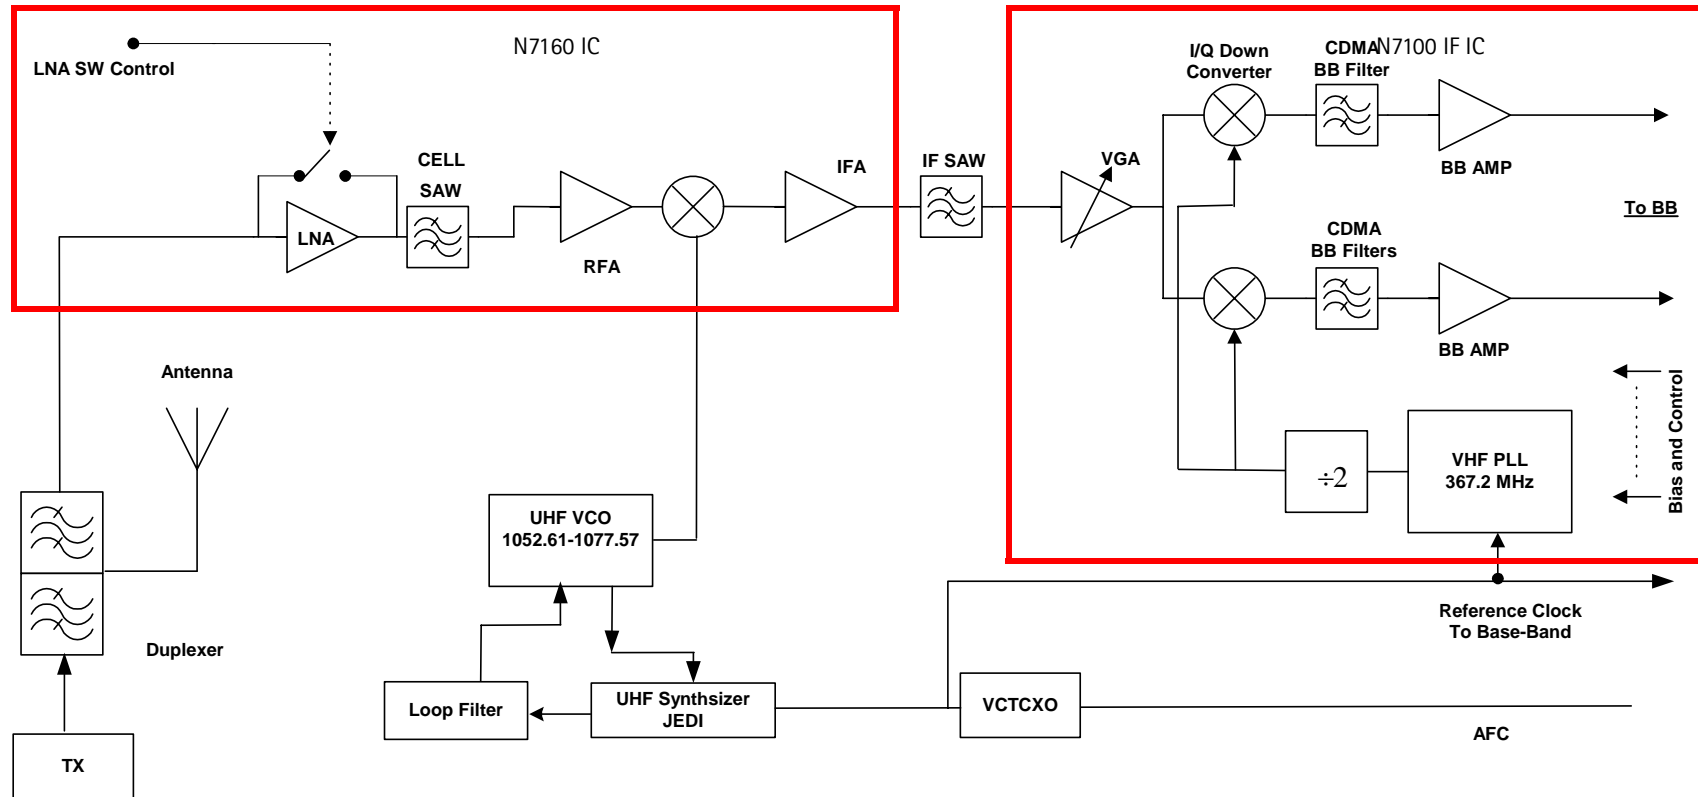 N7160 IC
LNA SW Control
CELL
SAW
LNA
RFA
IFA
IF SAW
N7100 IF IC
I/Q Down
Converter
CDMA
BB Filter
VGA
BB AMP
To BB
CDMA
BB Filters
BB AMP
Bias and Control
÷2
VHF PLL
367.2 MHz
Antenna
UHF VCO
1052.61-1077.57
Duplexer
Reference Clock
To Base-Band
Loop Filter
UHF Synthsizer
JEDI
VCTCXO
AFC
TX